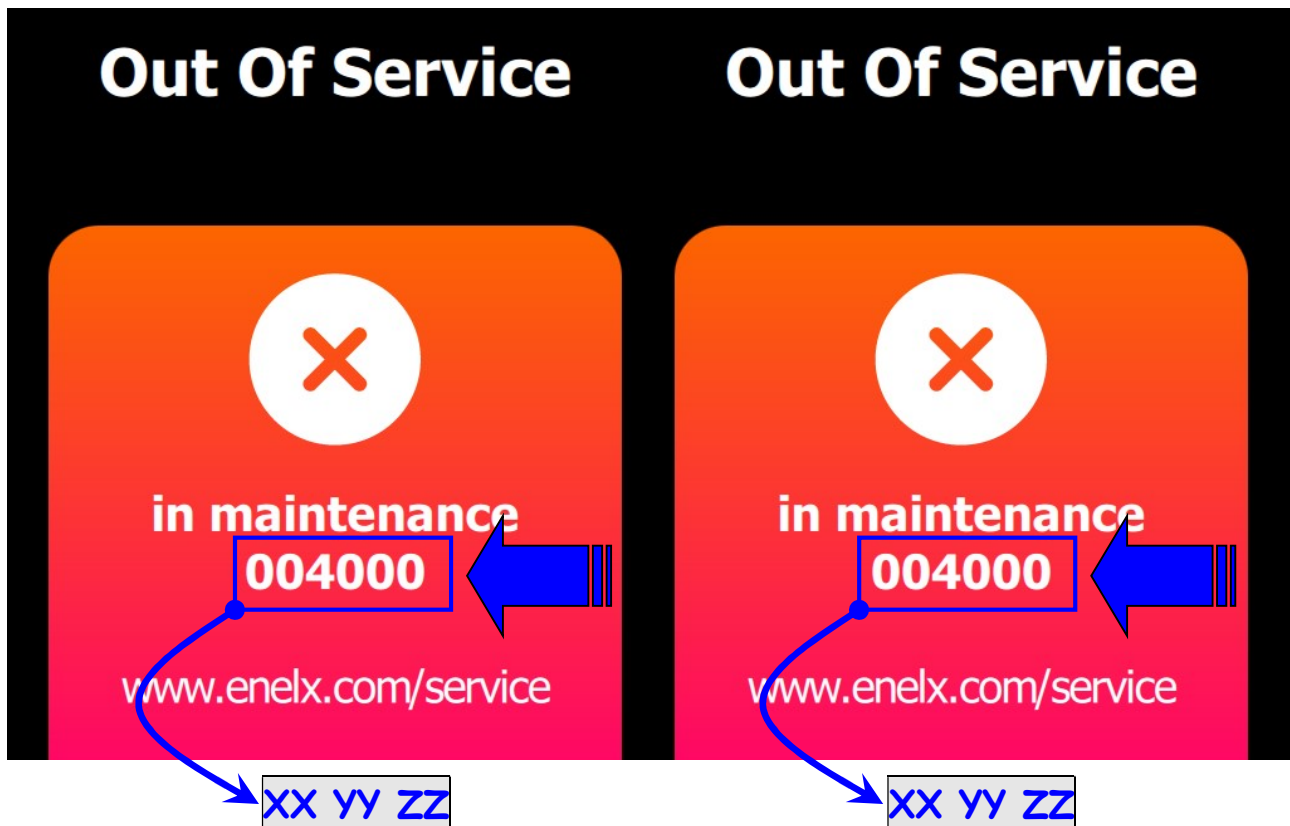 Out Of Service
in maintenance
004000
www.enelx.com/service
XX YY ZZ
Out Of Service
in maintenance
004000
www.enelx.com/service
XX YY ZZ